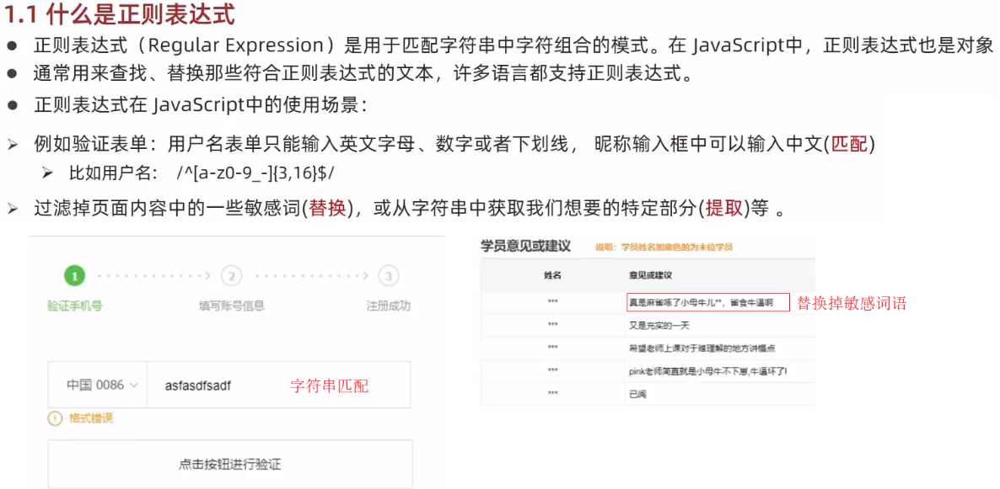 1.1 什么是正则表达式
正则表达式（Regular Expression）是用于匹配字符串中字符组合的模式。在 JavaScript中，正则表达式也是对象
通常用来查找、替换那些符合正则表达式的文本，许多语言都支持正则表达式。
正则表达式在 JavaScript中的使用场景：
例如验证表单：用户名表单只能输入英文字母、数字或者下划线， 昵称输入框中可以输入中文(匹配)
比如用户名： /^[a-z0-9_-]{3,16}$/
过滤掉页面内容中的一些敏感词(替换)，或从字符串中获取我们想要的特定部分(提取)等 。
1 2 3
验证手机号 填写账号信息 注册成功
中国 0086 asfasdfsadf 字符串匹配
格式错误
点击按钮进行验证
学员意见或建议 说明：学员姓名加底色的为末位学员
姓名 意见或建议
*** 真是麻雀啄了小母牛儿**，雀食牛逼啊 替换掉敏感词语
*** 又是充实的一天
*** 希望老师上课对于难理解的地方讲慢点
*** pink老师简直就是小母牛不下崽,牛逼坏了!
*** 已阅